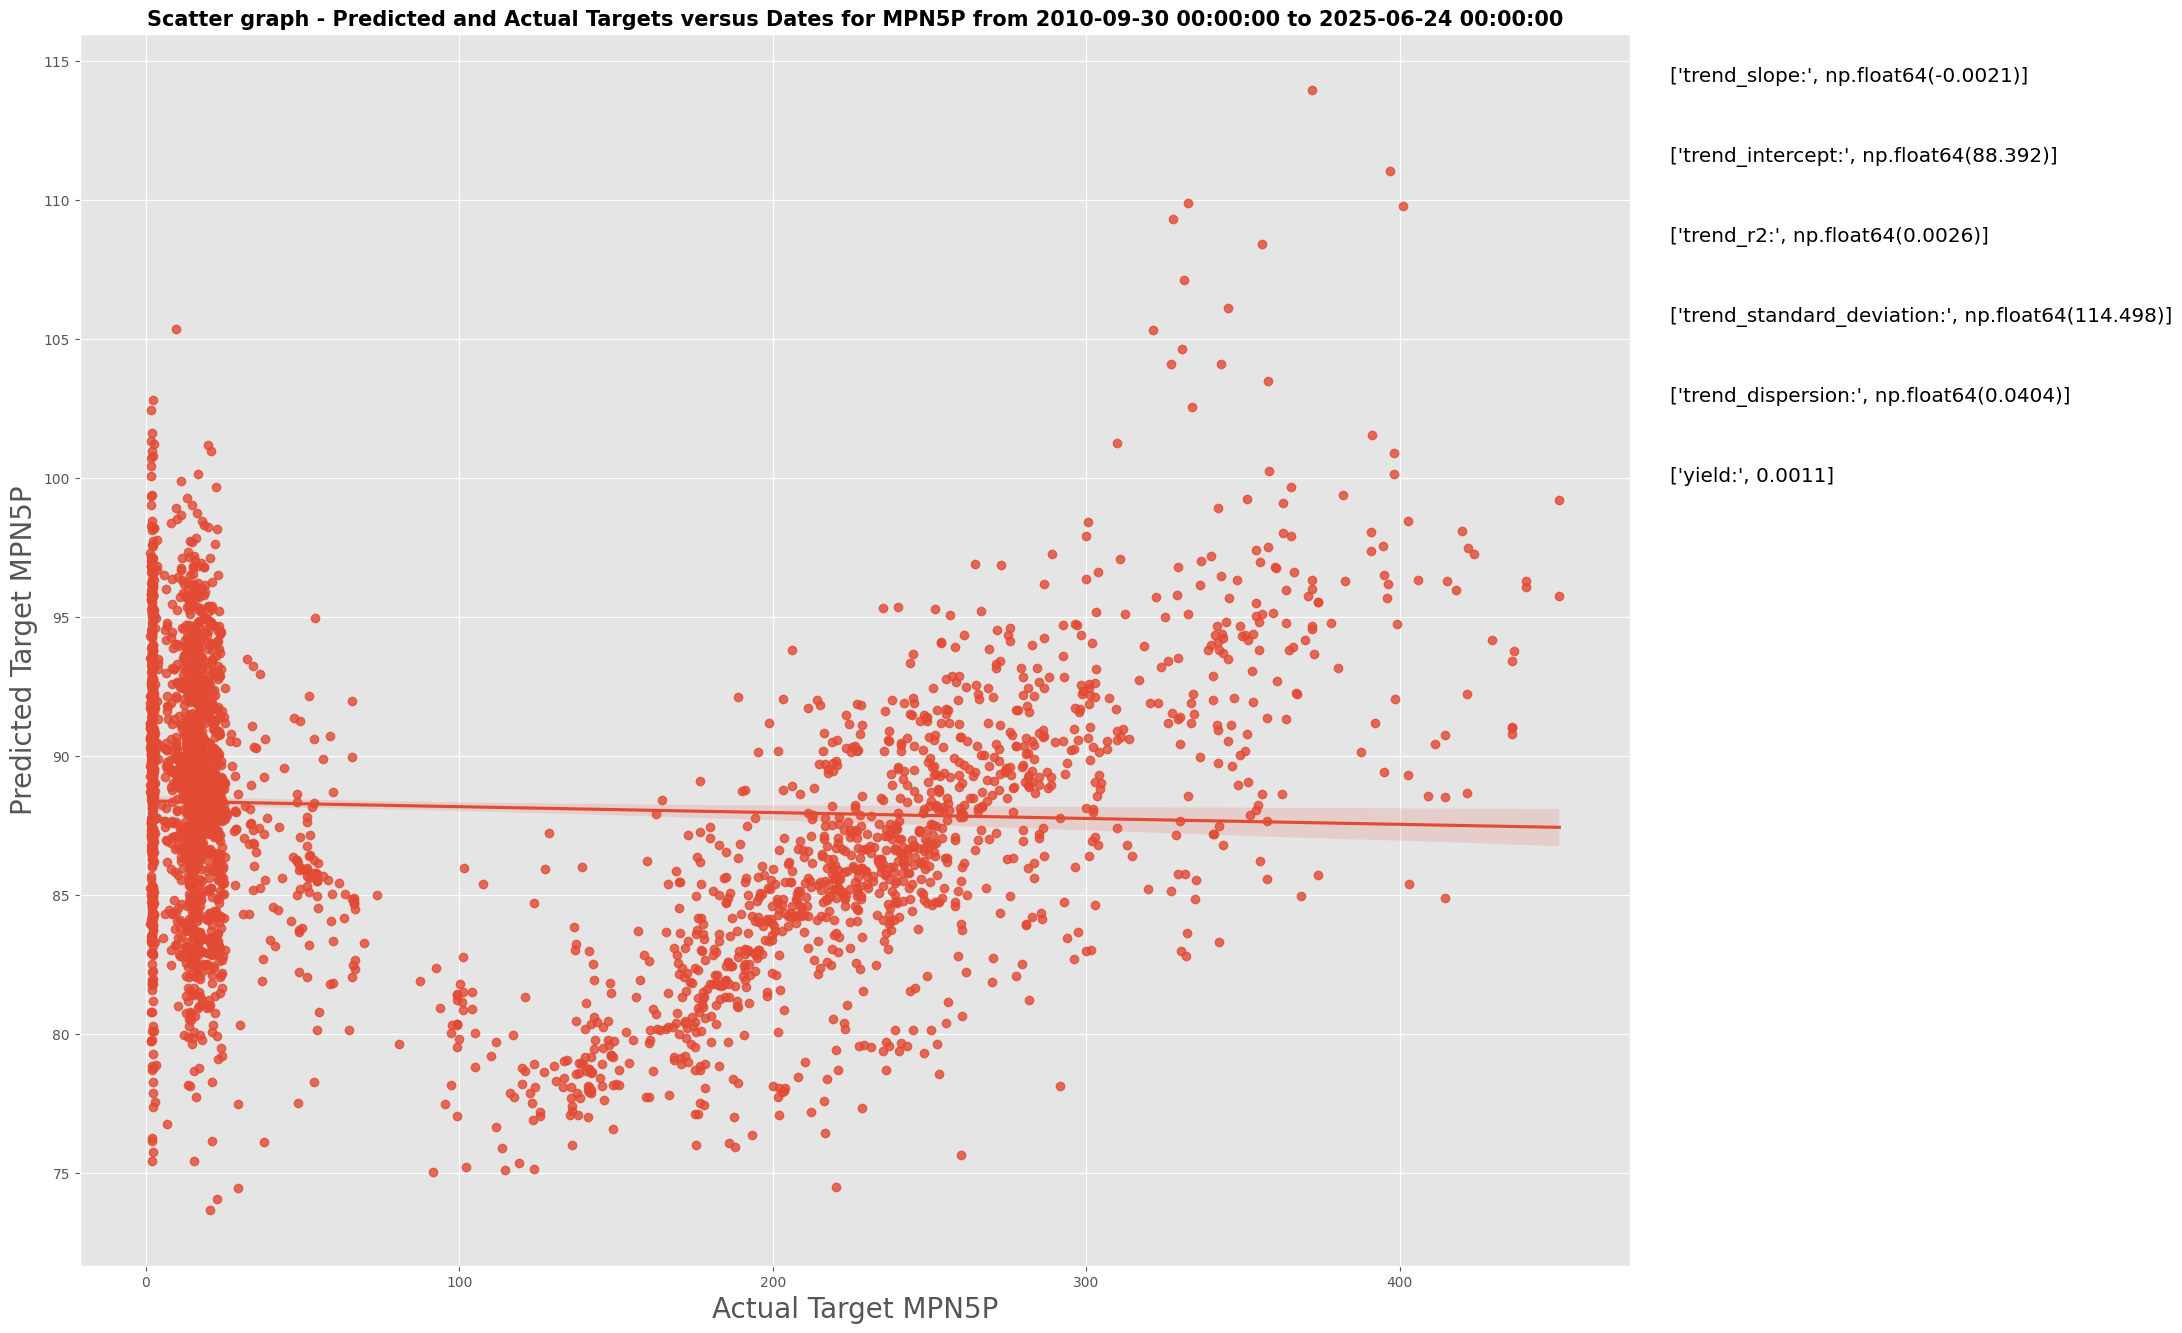 Scatter graph - Predicted and Actual Targets versus Dates for MPN5P from 2010-09-30 00:00:00 to 2025-06-24 00:00:00
['trend_slope:', np.float64(-0.0021)]
['trend_intercept:', np.float64(88.392)]
['trend_r2:', np.float64(0.0026)]
['trend_standard_deviation:', np.float64(114.498)]
['trend_dispersion:', np.float64(0.0404)]
['yield:', 0.0011]
Predicted Target MPN5P
115
110
105
100
95
90
85
80
75
0
100
200
300
400
Actual Target MPN5P